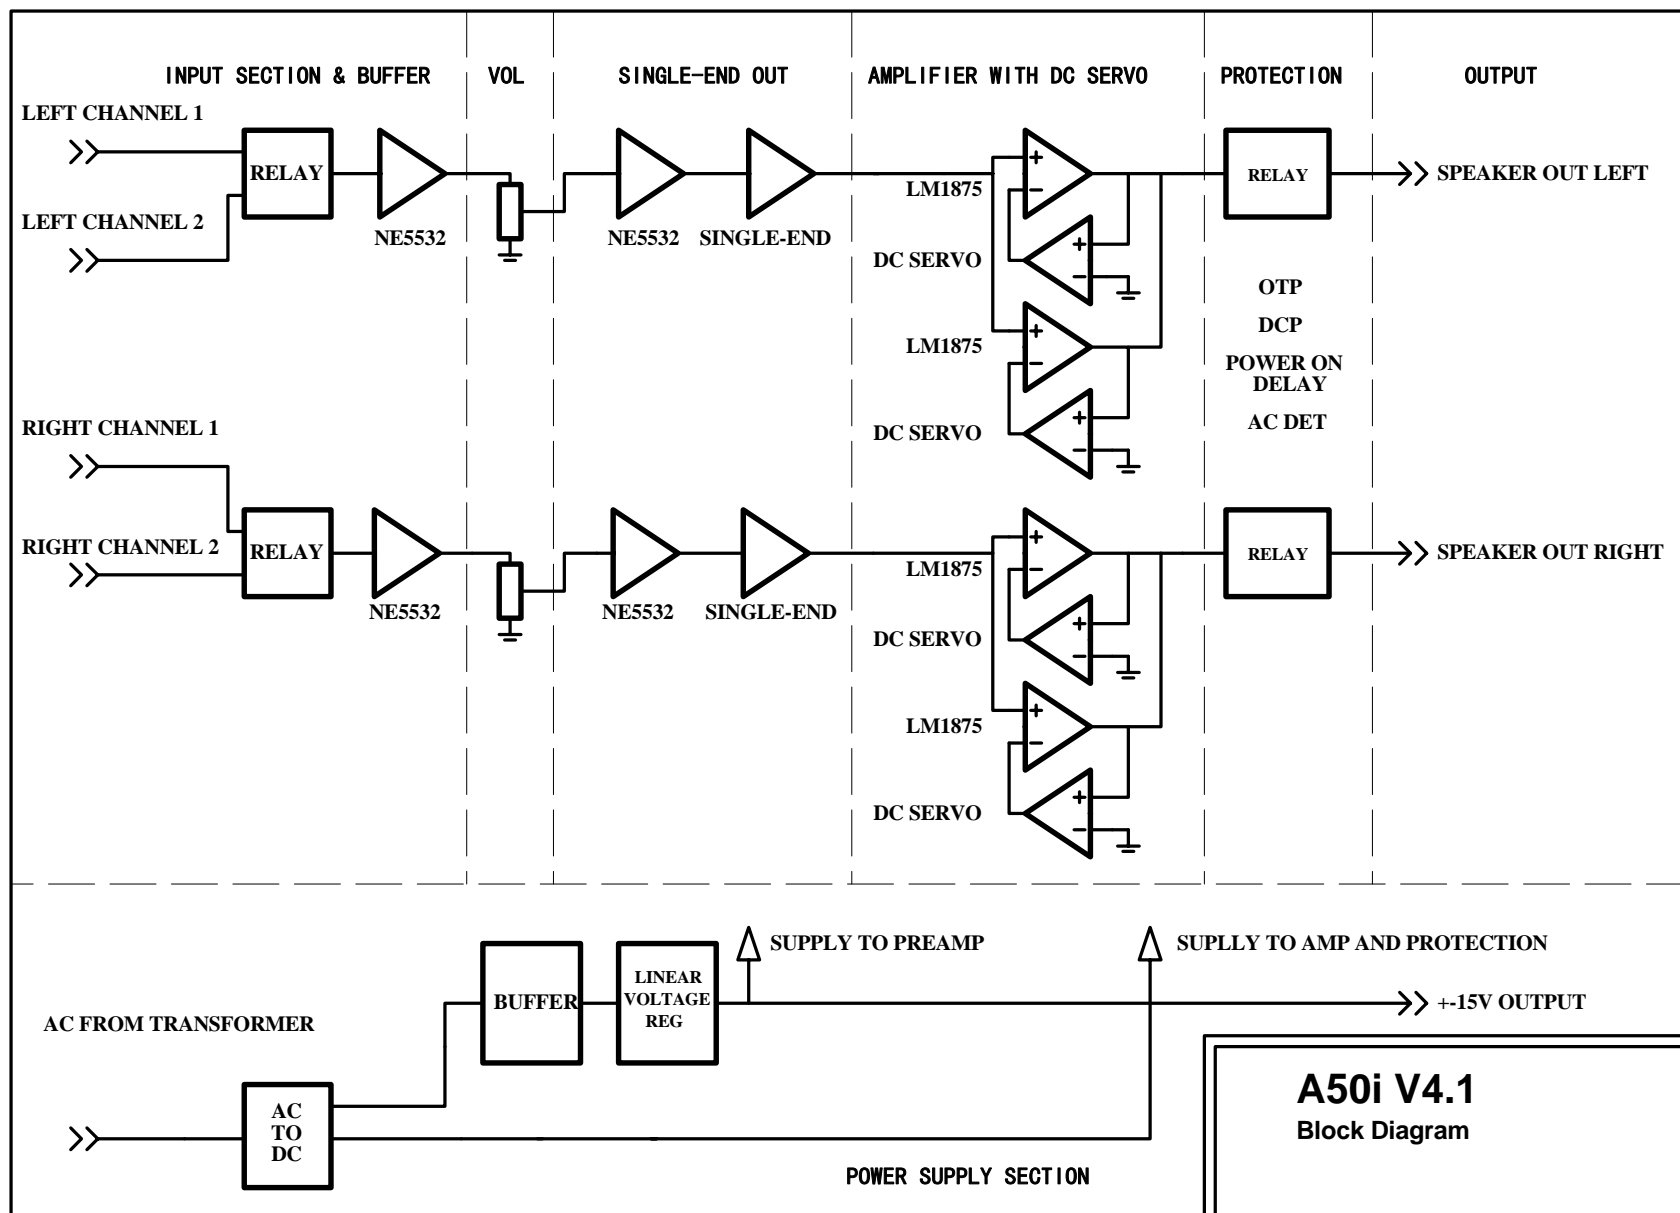 INPUT SECTION & BUFFER
VOL
SINGLE-END OUT
AMPLIFIER WITH DC SERVO
PROTECTION
OUTPUT
LEFT CHANNEL 1
RELAY
LEFT CHANNEL 2
NE5532
NE5532
SINGLE-END
LM1875
+
−
DC SERVO
+
−
LM1875
+
−
DC SERVO
+
−
RELAY
SPEAKER OUT LEFT
OTP
DCP
POWER ON
DELAY
AC DET
RIGHT CHANNEL 1
RIGHT CHANNEL 2
RELAY
NE5532
NE5532
SINGLE-END
LM1875
+
−
DC SERVO
+
−
LM1875
+
−
DC SERVO
+
−
RELAY
SPEAKER OUT RIGHT
SUPPLY TO PREAMP
SUPLLY TO AMP AND PROTECTION
BUFFER
LINEAR
VOLTAGE
REG
+-15V OUTPUT
AC FROM TRANSFORMER
AC
TO
DC
POWER SUPPLY SECTION
A50i V4.1
Block Diagram